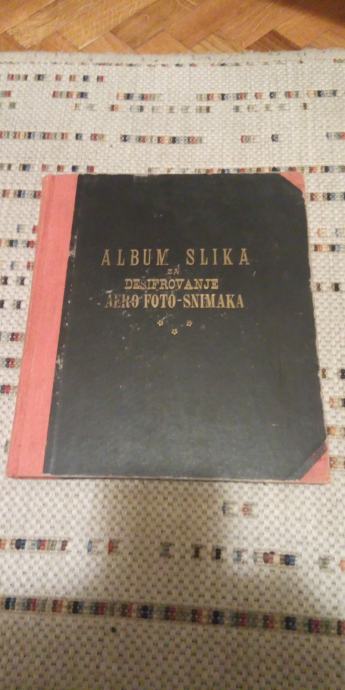 ALBUM SLIKA
ZA
DEŠIFROVANJE
AERO FOTO-SNIMAKA